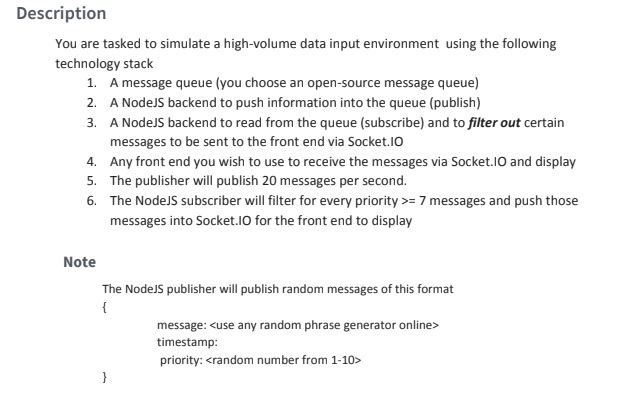 Description
You are tasked to simulate a high-volume data input environment using the following
technology stack
1. A message queue (you choose an open-source message queue)
2. A NodeJS backend to push information into the queue (publish)
3. A NodeJS backend to read from the queue (subscribe) and to filter out certain
messages to be sent to the front end via Socket.IO
4. Any front end you wish to use to receive the messages via Socket.IO and display
5. The publisher will publish 20 messages per second.
6. The NodeJS subscriber will filter for every priority >= 7 messages and push those
messages into Socket.IO for the front end to display
Note
The NodeJS publisher will publish random messages of this format
{
message: <use any random phrase generator online>
timestamp:
priority: <random number from 1-10>
}